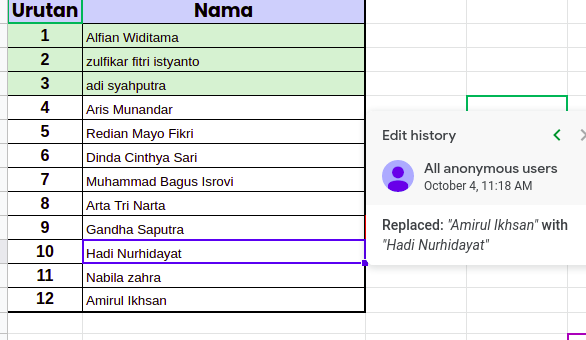 Urutan Nama
1 Alfian Widitama
2 zulfikar fitri istyanto
3 adi syahputra
4 Aris Munandar
5 Redian Mayo Fikri
6 Dinda Cinthya Sari
7 Muhammad Bagus Isrovi
8 Arta Tri Narta
9 Gandha Saputra
10 Hadi Nurhidayat
11 Nabila zahra
12 Amirul Ikhsan
Edit history
All anonymous users
October 4, 11:18 AM
Replaced: "Amirul Ikhsan" with
"Hadi Nurhidayat"